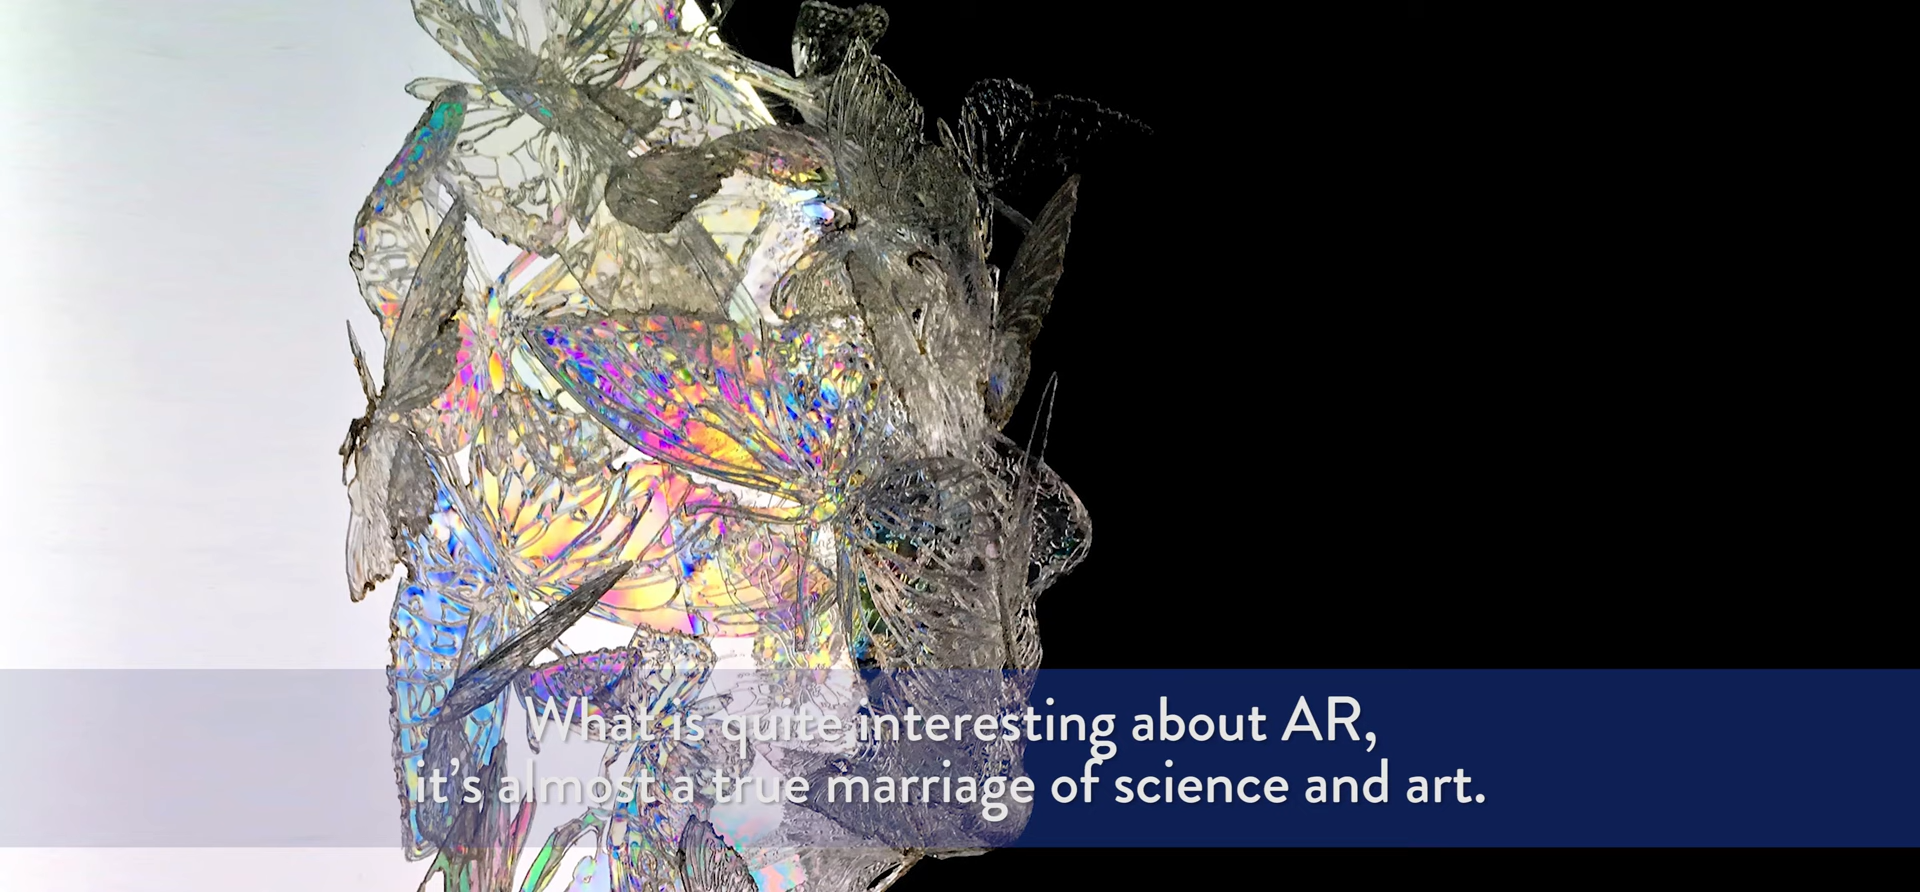 What is quite interesting about AR,
it's almost a true marriage of science and art.